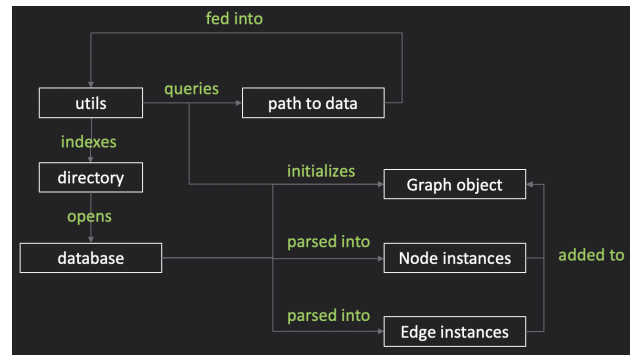 fed into
queries
utils
path to data
indexes
directory
initializes
Graph object
opens
database
parsed into
Node instances
added to
parsed into
Edge instances